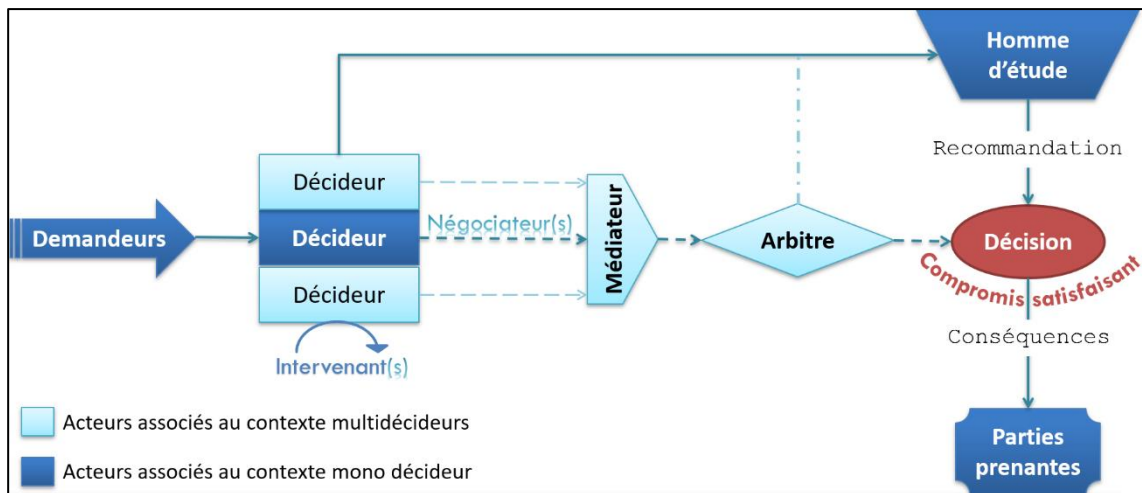 Homme
d'étude
Recommandation
Décideur
Demandeurs
Décideur
Négociateur(s)
Médiateur
Arbitre
Décision
Compromis satisfaisant
Décideur
Intervenant(s)
Conséquences
Acteurs associés au contexte multidécideurs
Acteurs associés au contexte mono décideur
Parties
prenantes